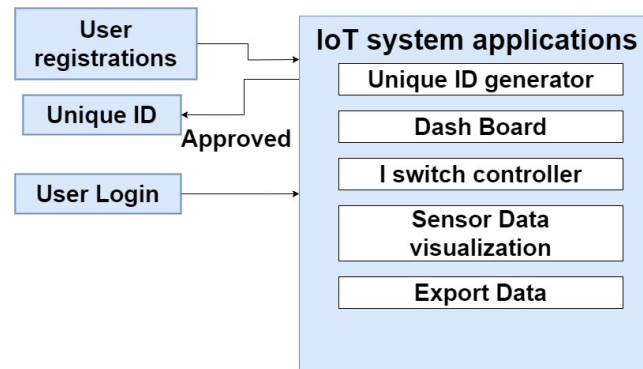 User
registrations
Unique ID
Approved
User Login
IoT system applications
Unique ID generator
Dash Board
I switch controller
Sensor Data
visualization
Export Data